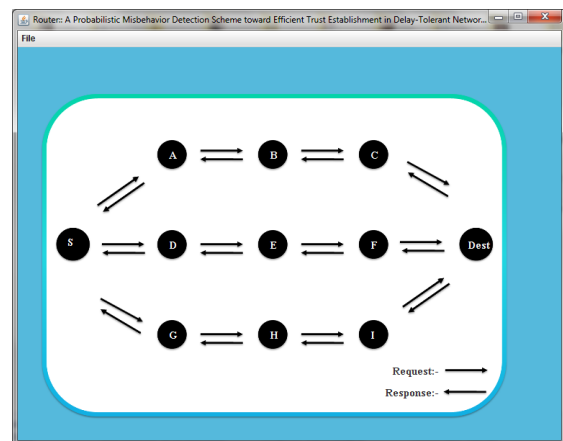 Router:: A Probabilistic Misbehavior Detection Scheme toward Efficient Trust Establishment in Delay-Tolerant Networ...
File
A B C
S D E F Dest
G H I
Request:-
Response:-